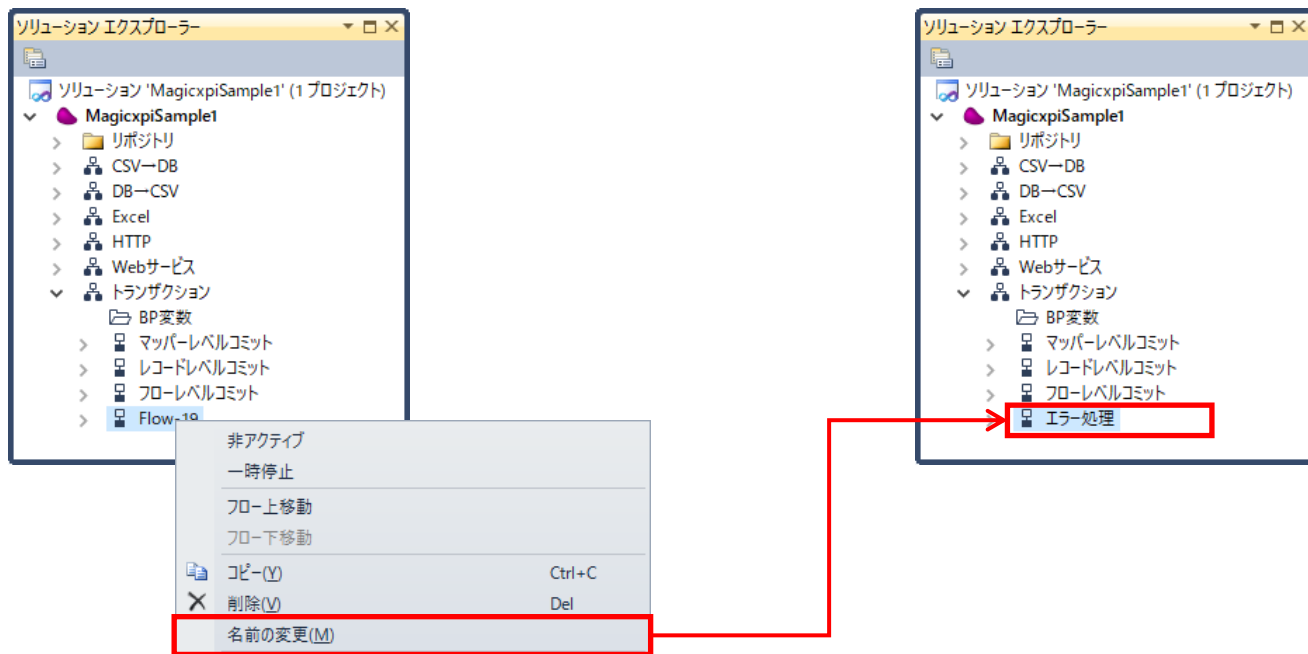 ソリューション エクスプローラー
ソリューション 'MagicxpiSample1' (1 プロジェクト)
MagicxpiSample1
リポジトリ
CSV→DB
DB→CSV
Excel
HTTP
Webサービス
トランザクション
BP変数
マッパーレベルコミット
レコードレベルコミット
フローレベルコミット
Flow-19
非アクティブ
一時停止
フロー上移動
フロー下移動
コピー(Y) Ctrl+C
削除(V) Del
名前の変更(M)
ソリューション エクスプローラー
ソリューション 'MagicxpiSample1' (1 プロジェクト)
MagicxpiSample1
リポジトリ
CSV→DB
DB→CSV
Excel
HTTP
Webサービス
トランザクション
BP変数
マッパーレベルコミット
レコードレベルコミット
フローレベルコミット
エラー処理